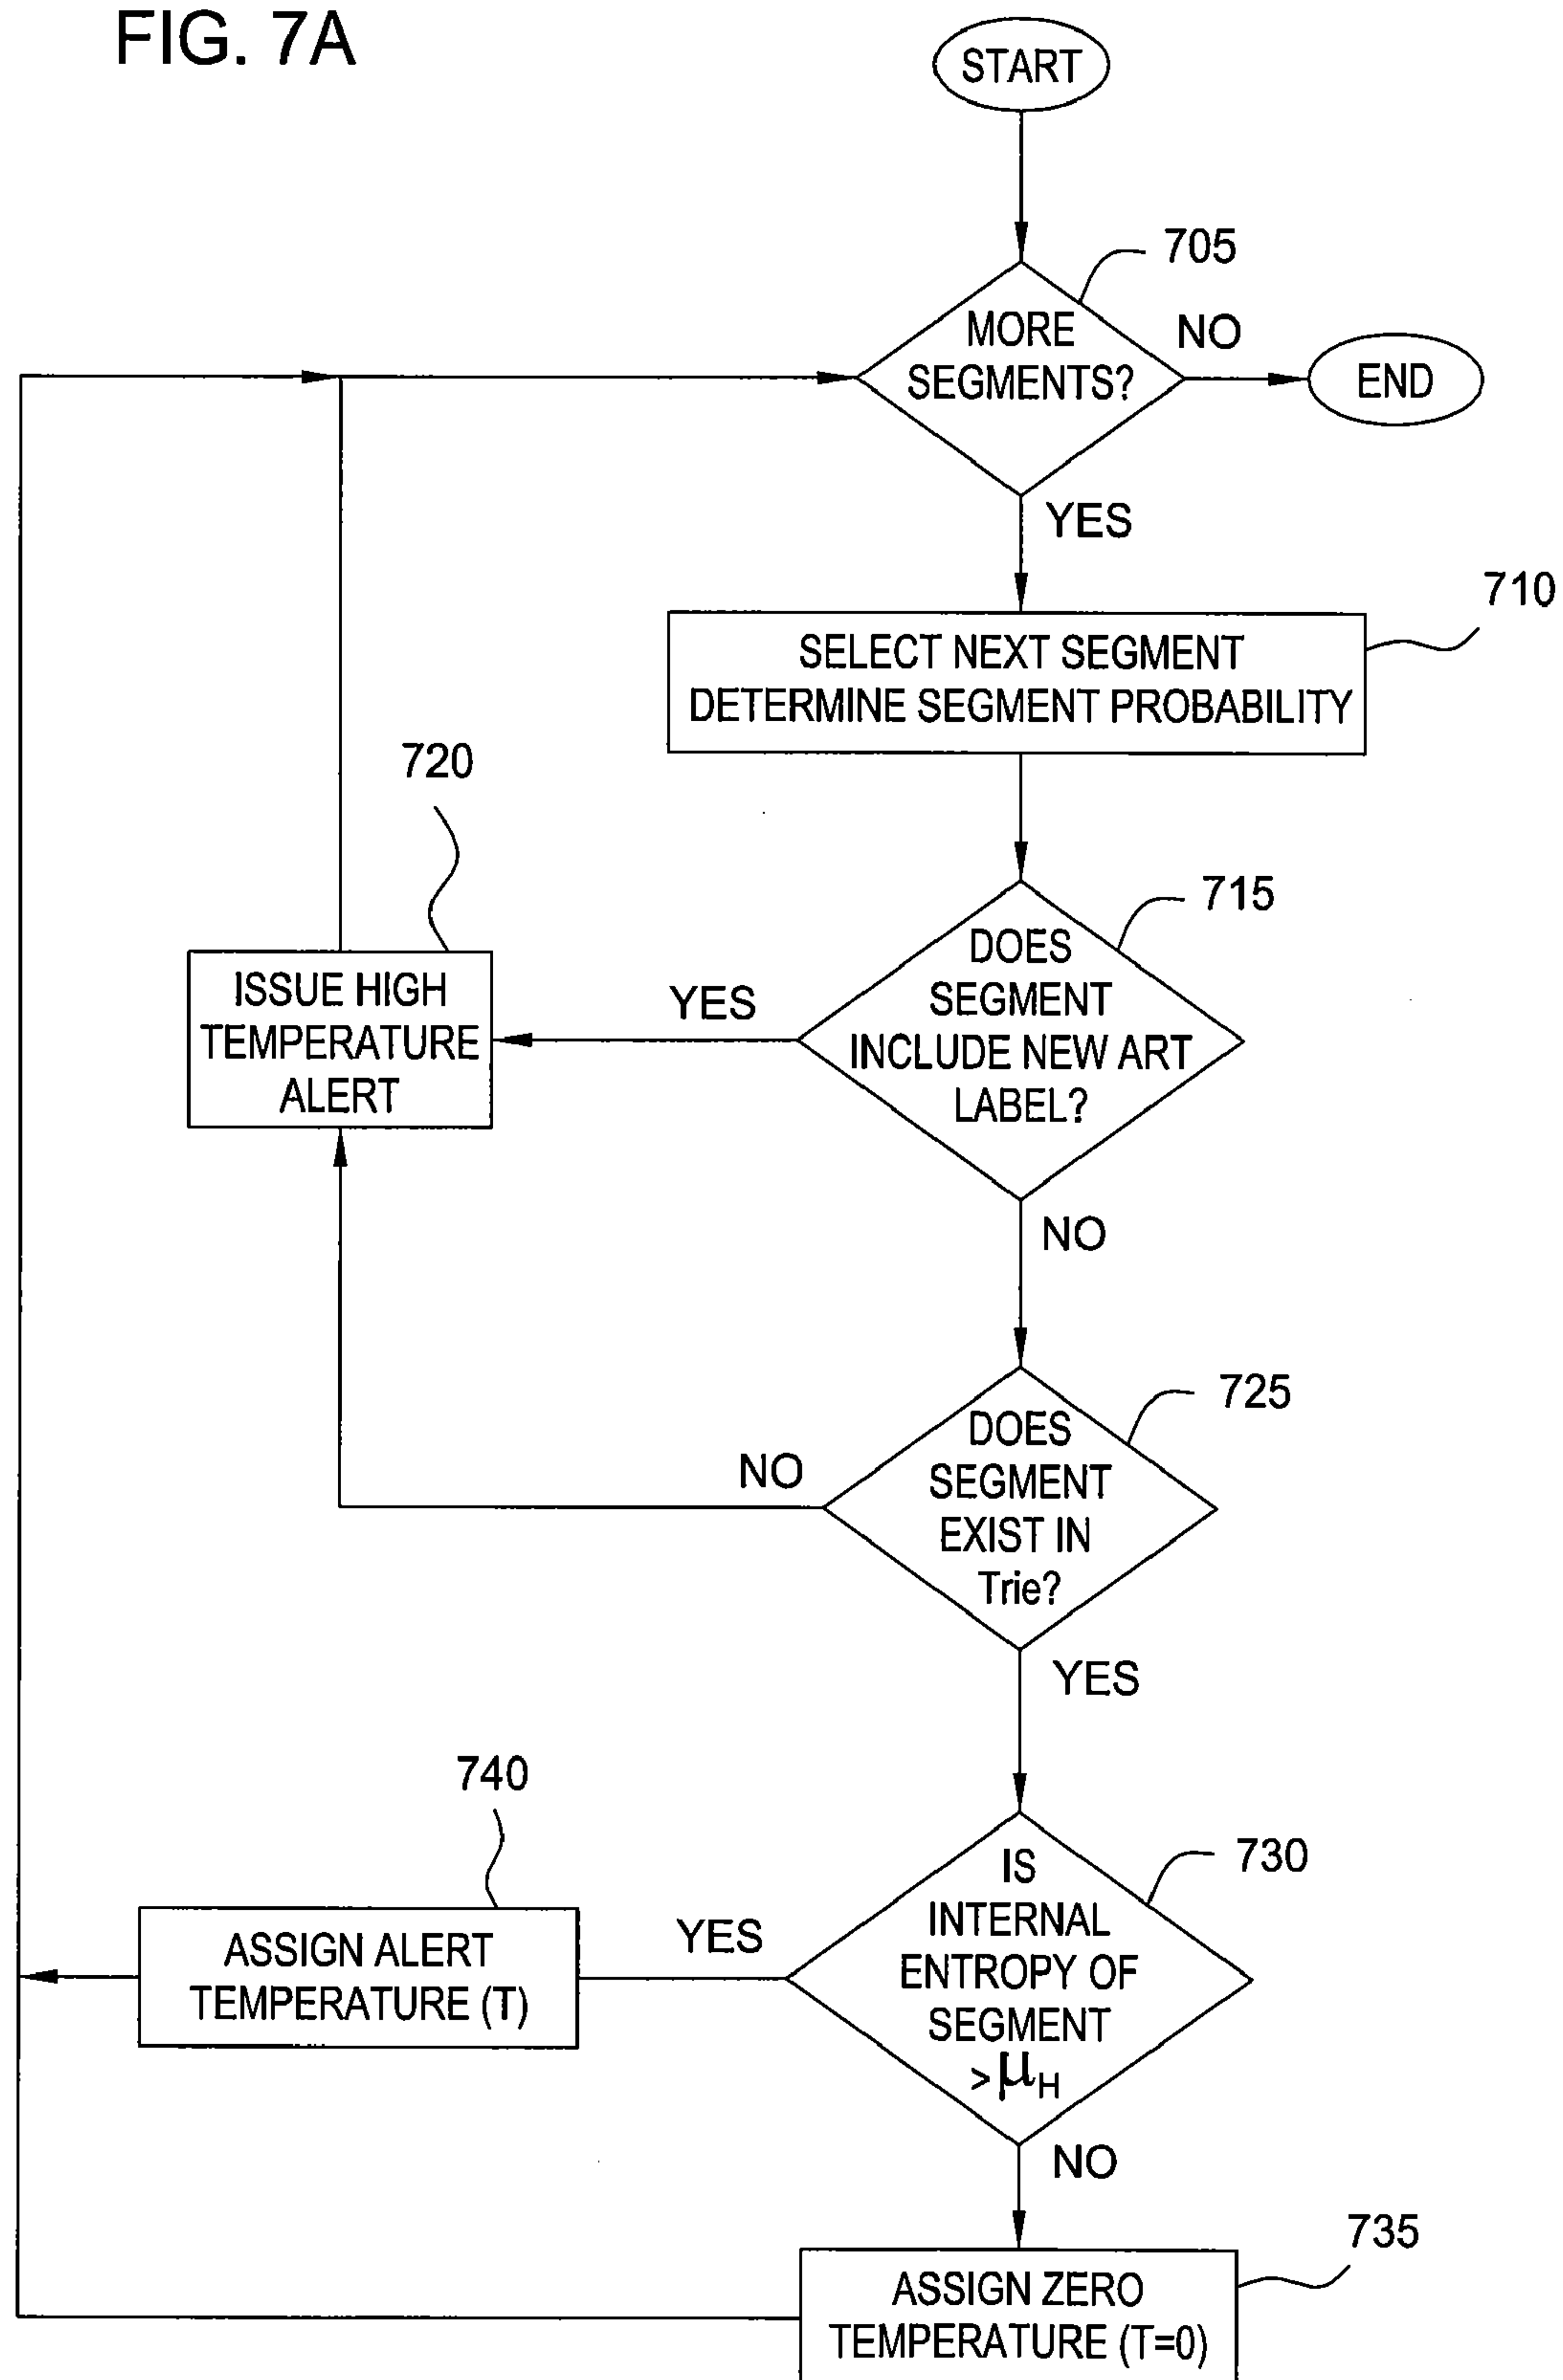 FIG. 7A
START
705
MORE
SEGMENTS?
NO
END
YES
710
SELECT NEXT SEGMENT
DETERMINE SEGMENT PROBABILITY
720
715
DOES
SEGMENT
INCLUDE NEW ART
LABEL?
YES
ISSUE HIGH
TEMPERATURE
ALERT
NO
725
DOES
SEGMENT
EXIST IN
Trie?
NO
YES
740
730
IS
INTERNAL
ENTROPY OF
SEGMENT
>μH
YES
ASSIGN ALERT
TEMPERATURE (T)
NO
735
ASSIGN ZERO
TEMPERATURE (T=0)